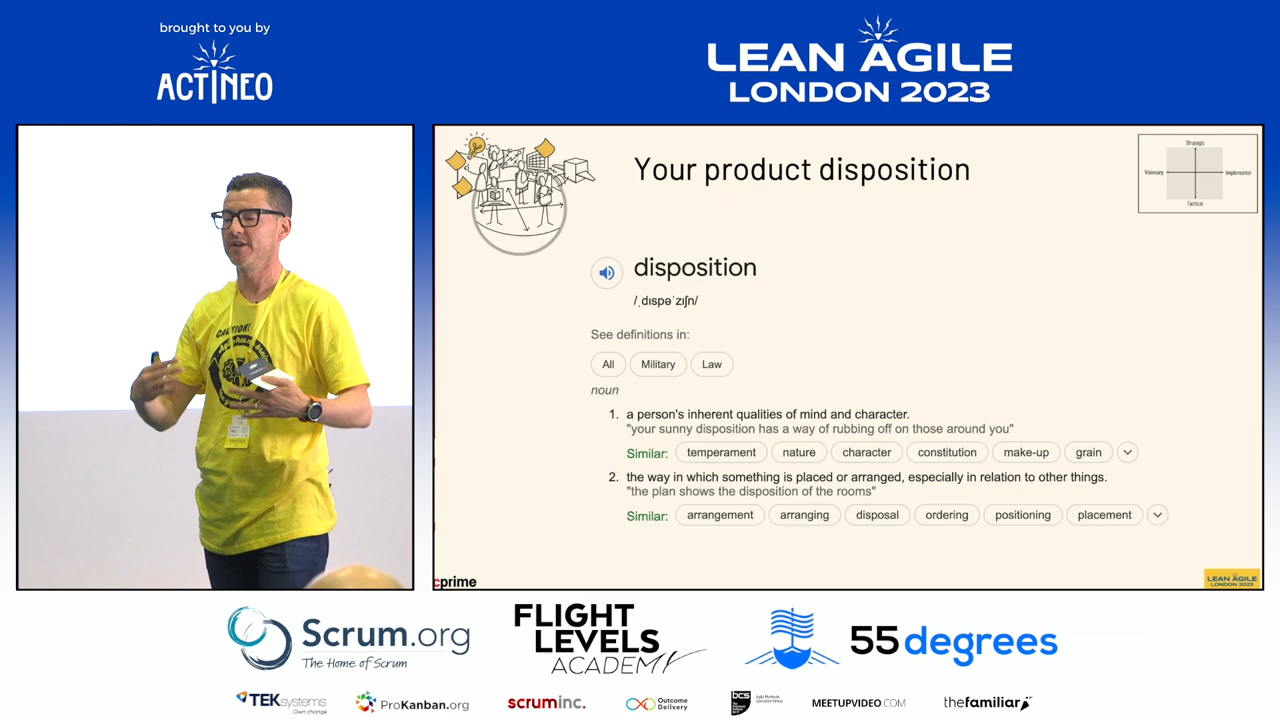 brought to you by
ACTINEO
LEAN AGILE
LONDON 2023
CAUTION!
Your product disposition
Strategic
Visionary
Implementer
Tactical
disposition
/ˌdɪspəˈzɪʃn/
See definitions in:
All Military Law
noun
1. a person's inherent qualities of mind and character.
"your sunny disposition has a way of rubbing off on those around you"
Similar: temperament nature character constitution make-up grain
2. the way in which something is placed or arranged, especially in relation to other things.
"the plan shows the disposition of the rooms"
Similar: arrangement arranging disposal ordering positioning placement
cprime
LEAN AGILE
LONDON 2023
Scrum.org
The Home of Scrum
FLIGHT
LEVELS
ACADEMY
55degrees
TEKsystems
Own change
ProKanban.org
scruminc.
Outcome
Delivery
bcs
MEETUPVIDEO.COM
thefamiliar